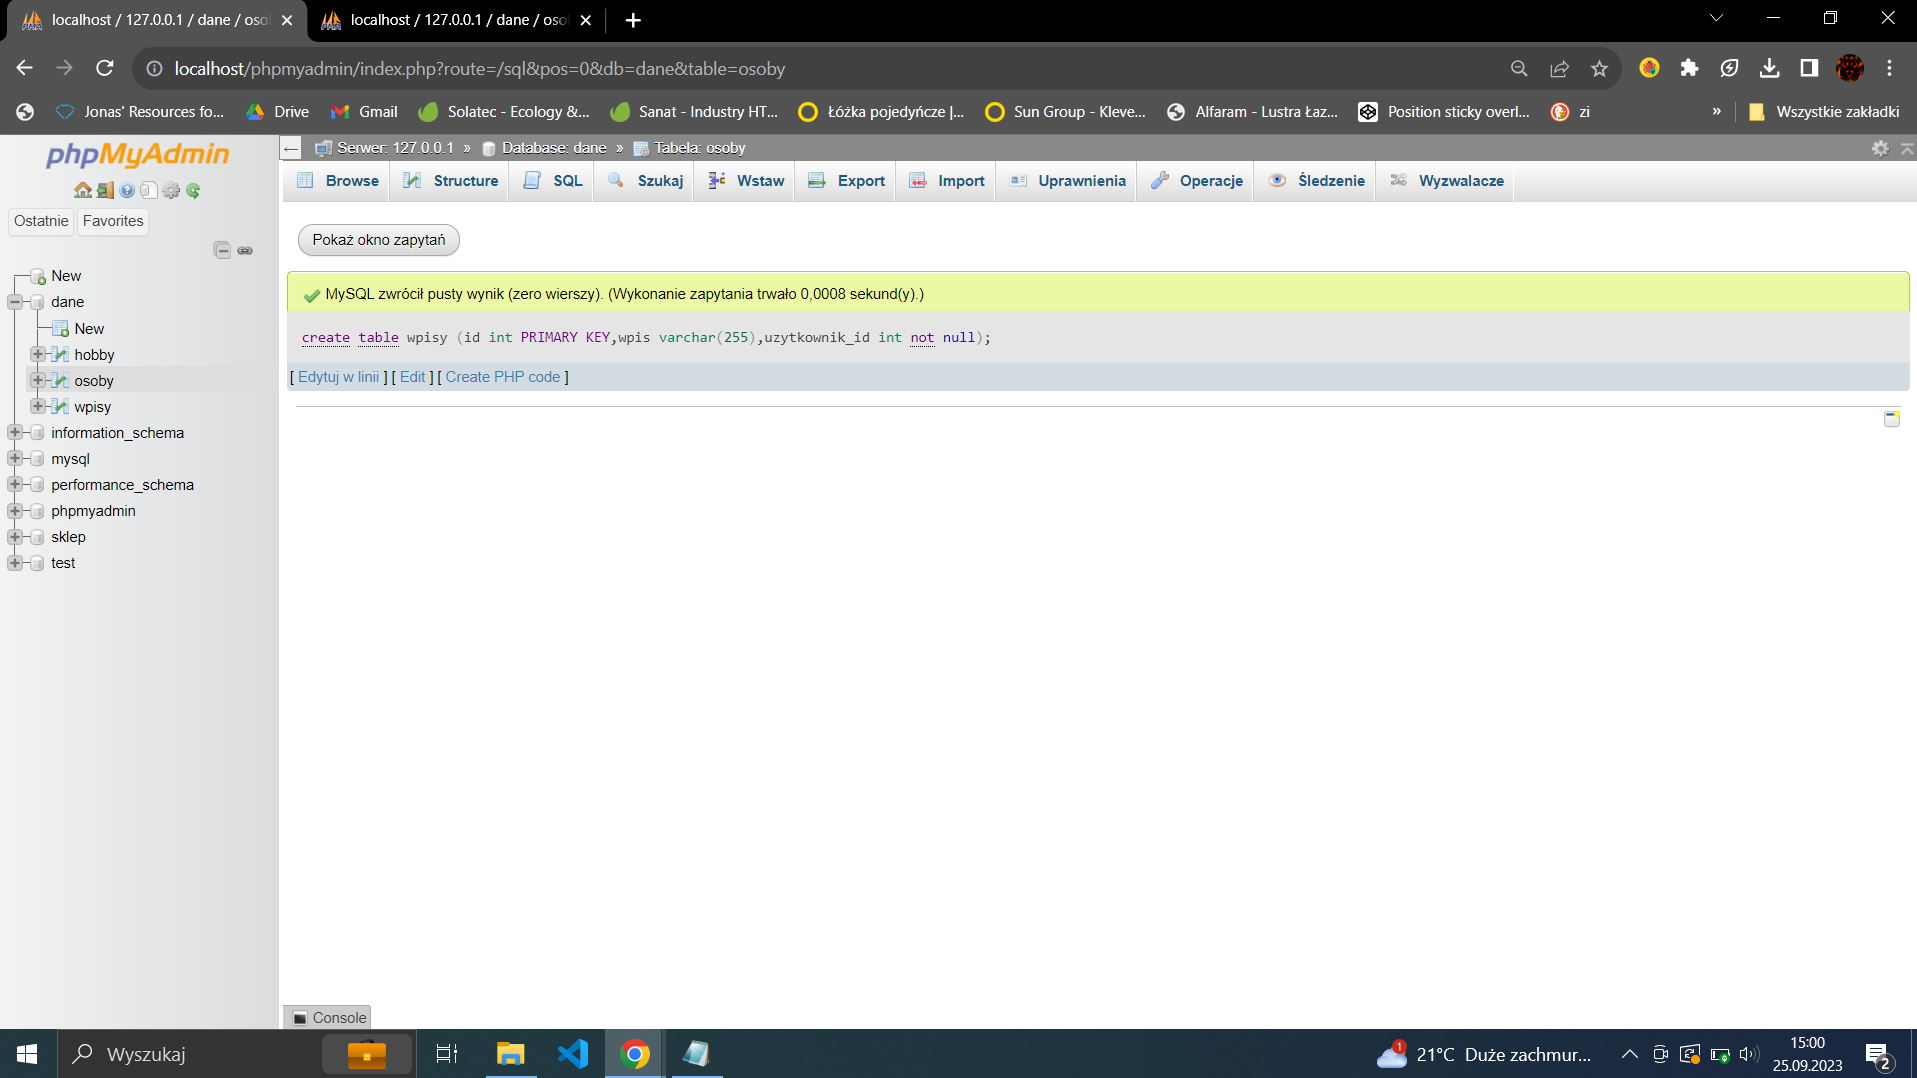 localhost / 127.0.0.1 / dane / oso
localhost / 127.0.0.1 / dane / oso
localhost/phpmyadmin/index.php?route=/sql&pos=0&db=dane&table=osoby
Jonas' Resources fo...
Drive
Gmail
Solatec - Ecology &...
Sanat - Industry HT...
Łóżka pojedyńcze |...
Sun Group - Kleve...
Alfaram - Lustra Łaz...
Position sticky overl...
zi
»
Wszystkie zakładki
phpMyAdmin
Ostatnie
Favorites
New
dane
New
hobby
osoby
wpisy
information_schema
mysql
performance_schema
phpmyadmin
sklep
test
Serwer: 127.0.0.1 » Database: dane » Tabela: osoby
Browse
Structure
SQL
Szukaj
Wstaw
Export
Import
Uprawnienia
Operacje
Śledzenie
Wyzwalacze
Pokaż okno zapytań
MySQL zwrócił pusty wynik (zero wierszy). (Wykonanie zapytania trwało 0,0008 sekund(y).)
create table wpisy (id int PRIMARY KEY,wpis varchar(255),uzytkownik_id int not null);
[ Edytuj w linii ] [ Edit ] [ Create PHP code ]
Console
Wyszukaj
1
21°C Duże zachmur...
15:00
25.09.2023
2